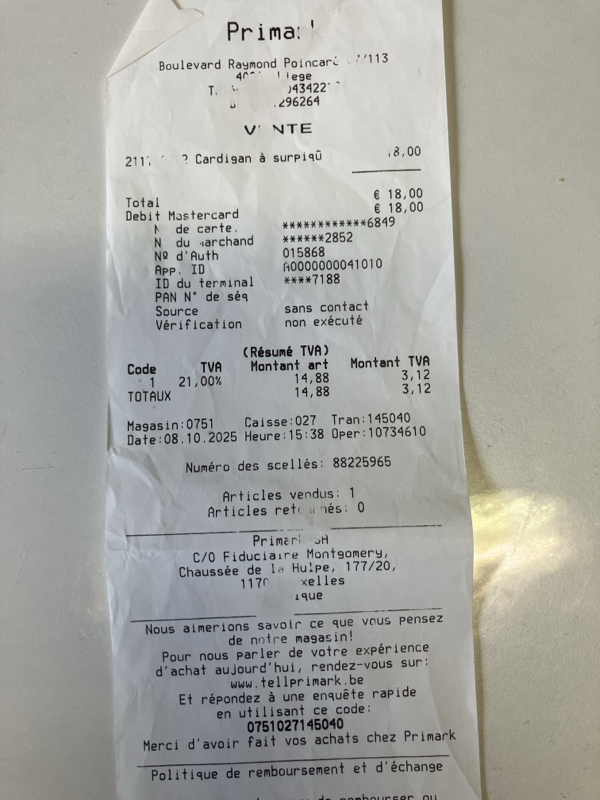 Boulevard Raymond
VENTE
Cardigan à surpiqû
Total € 18,00
Debit Mastercard € 18,00
de carte. ************6849
du ******2852
Nº d'Auth 015868
App. ID A0000000041010
ID du terminal ****7188
PAN N° de séq
Source sans contact
Vérification non exécuté
(Résumé TVA)
Code TVA Montant art Montant TVA
1 21,00% 14,88 3,12
TOTAUX 14,88 3,12
Magasin:0751 Caisse:027 Tran:145040
Date:08.10.2025 Heure:15:38 Oper:10734610
Numéro des scellés: 88225965
Articles vendus: 1
Articles : 0
Primark
C/O Fiduciaire Montgomery,
Chaussée de la Hulpe, 177/20,
Nous aimerions savoir ce que vous pensez
de notre magasin!
Pour nous parler de votre expérience
d'achat aujourd'hui, rendez-vous sur:
www.tellprimark.be
Et répondez à une enquête rapide
en utilisant ce code:
0751027145040
Merci d'avoir fait vos achats chez Primark
Politique de remboursement et d'échange